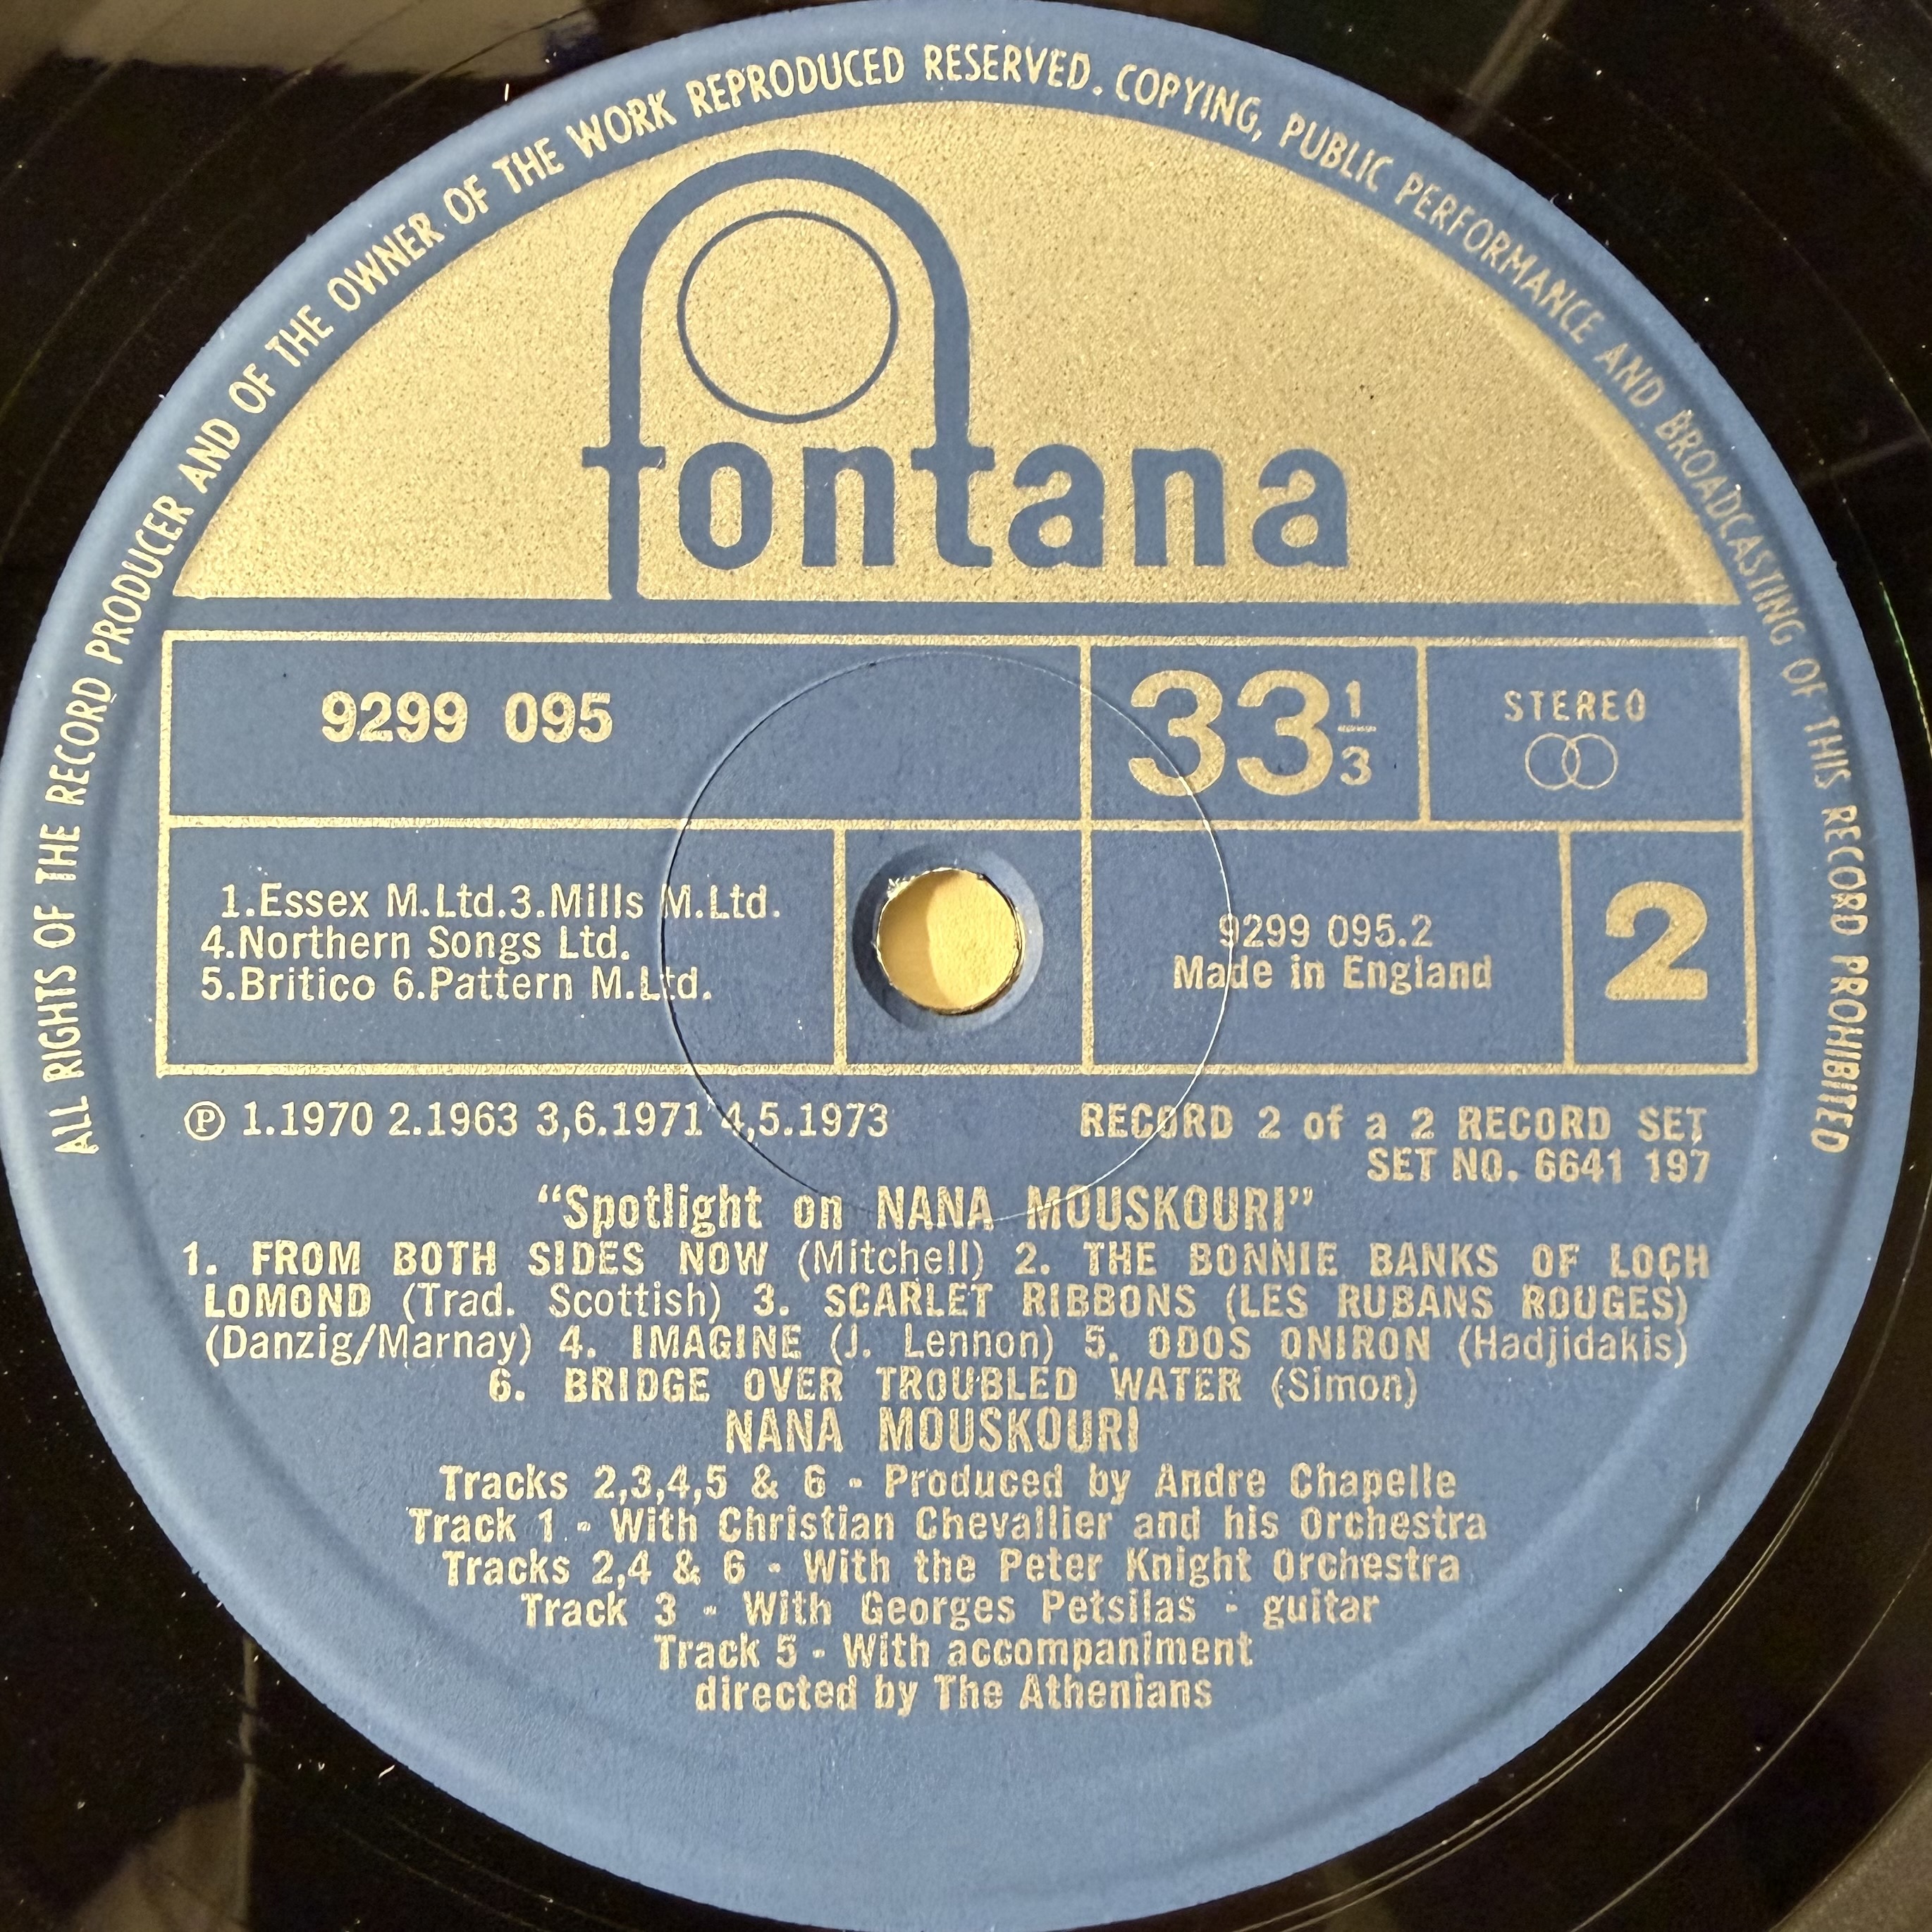 ALL RIGHTS OF THE RECORD PRODUCER AND OF THE OWNER OF THE WORK REPRODUCED RESERVED. COPYING, PUBLIC PERFORMANCE AND BROADCASTING OF THIS RECORD PROHIBITED
fontana
9299 095
33 1/3
STEREO
1.Essex M.Ltd.3.Mills M.Ltd.
4.Northern Songs Ltd.
5.Britico 6.Pattern M.Ltd.
9299 095.2
Made in England
2
Ⓟ 1.1970 2.1963 3,6.1971 4,5.1973
RECORD 2 of a 2 RECORD SET
SET NO. 6641 197
“Spotlight on NANA MOUSKOURI”
1. FROM BOTH SIDES NOW (Mitchell) 2. THE BONNIE BANKS OF LOCH
LOMOND (Trad. Scottish) 3. SCARLET RIBBONS (LES RUBANS ROUGES)
(Danzig/Marnay) 4. IMAGINE (J. Lennon) 5. ODOS ONIRON (Hadjidakis)
6. BRIDGE OVER TROUBLED WATER (Simon)
NANA MOUSKOURI
Tracks 2,3,4,5 & 6 - Produced by Andre Chapelle
Track 1 - With Christian Chevallier and his Orchestra
Tracks 2,4 & 6 - With the Peter Knight Orchestra
Track 3 - With Georges Petsilas - guitar
Track 5 - With accompaniment
directed by The Athenians